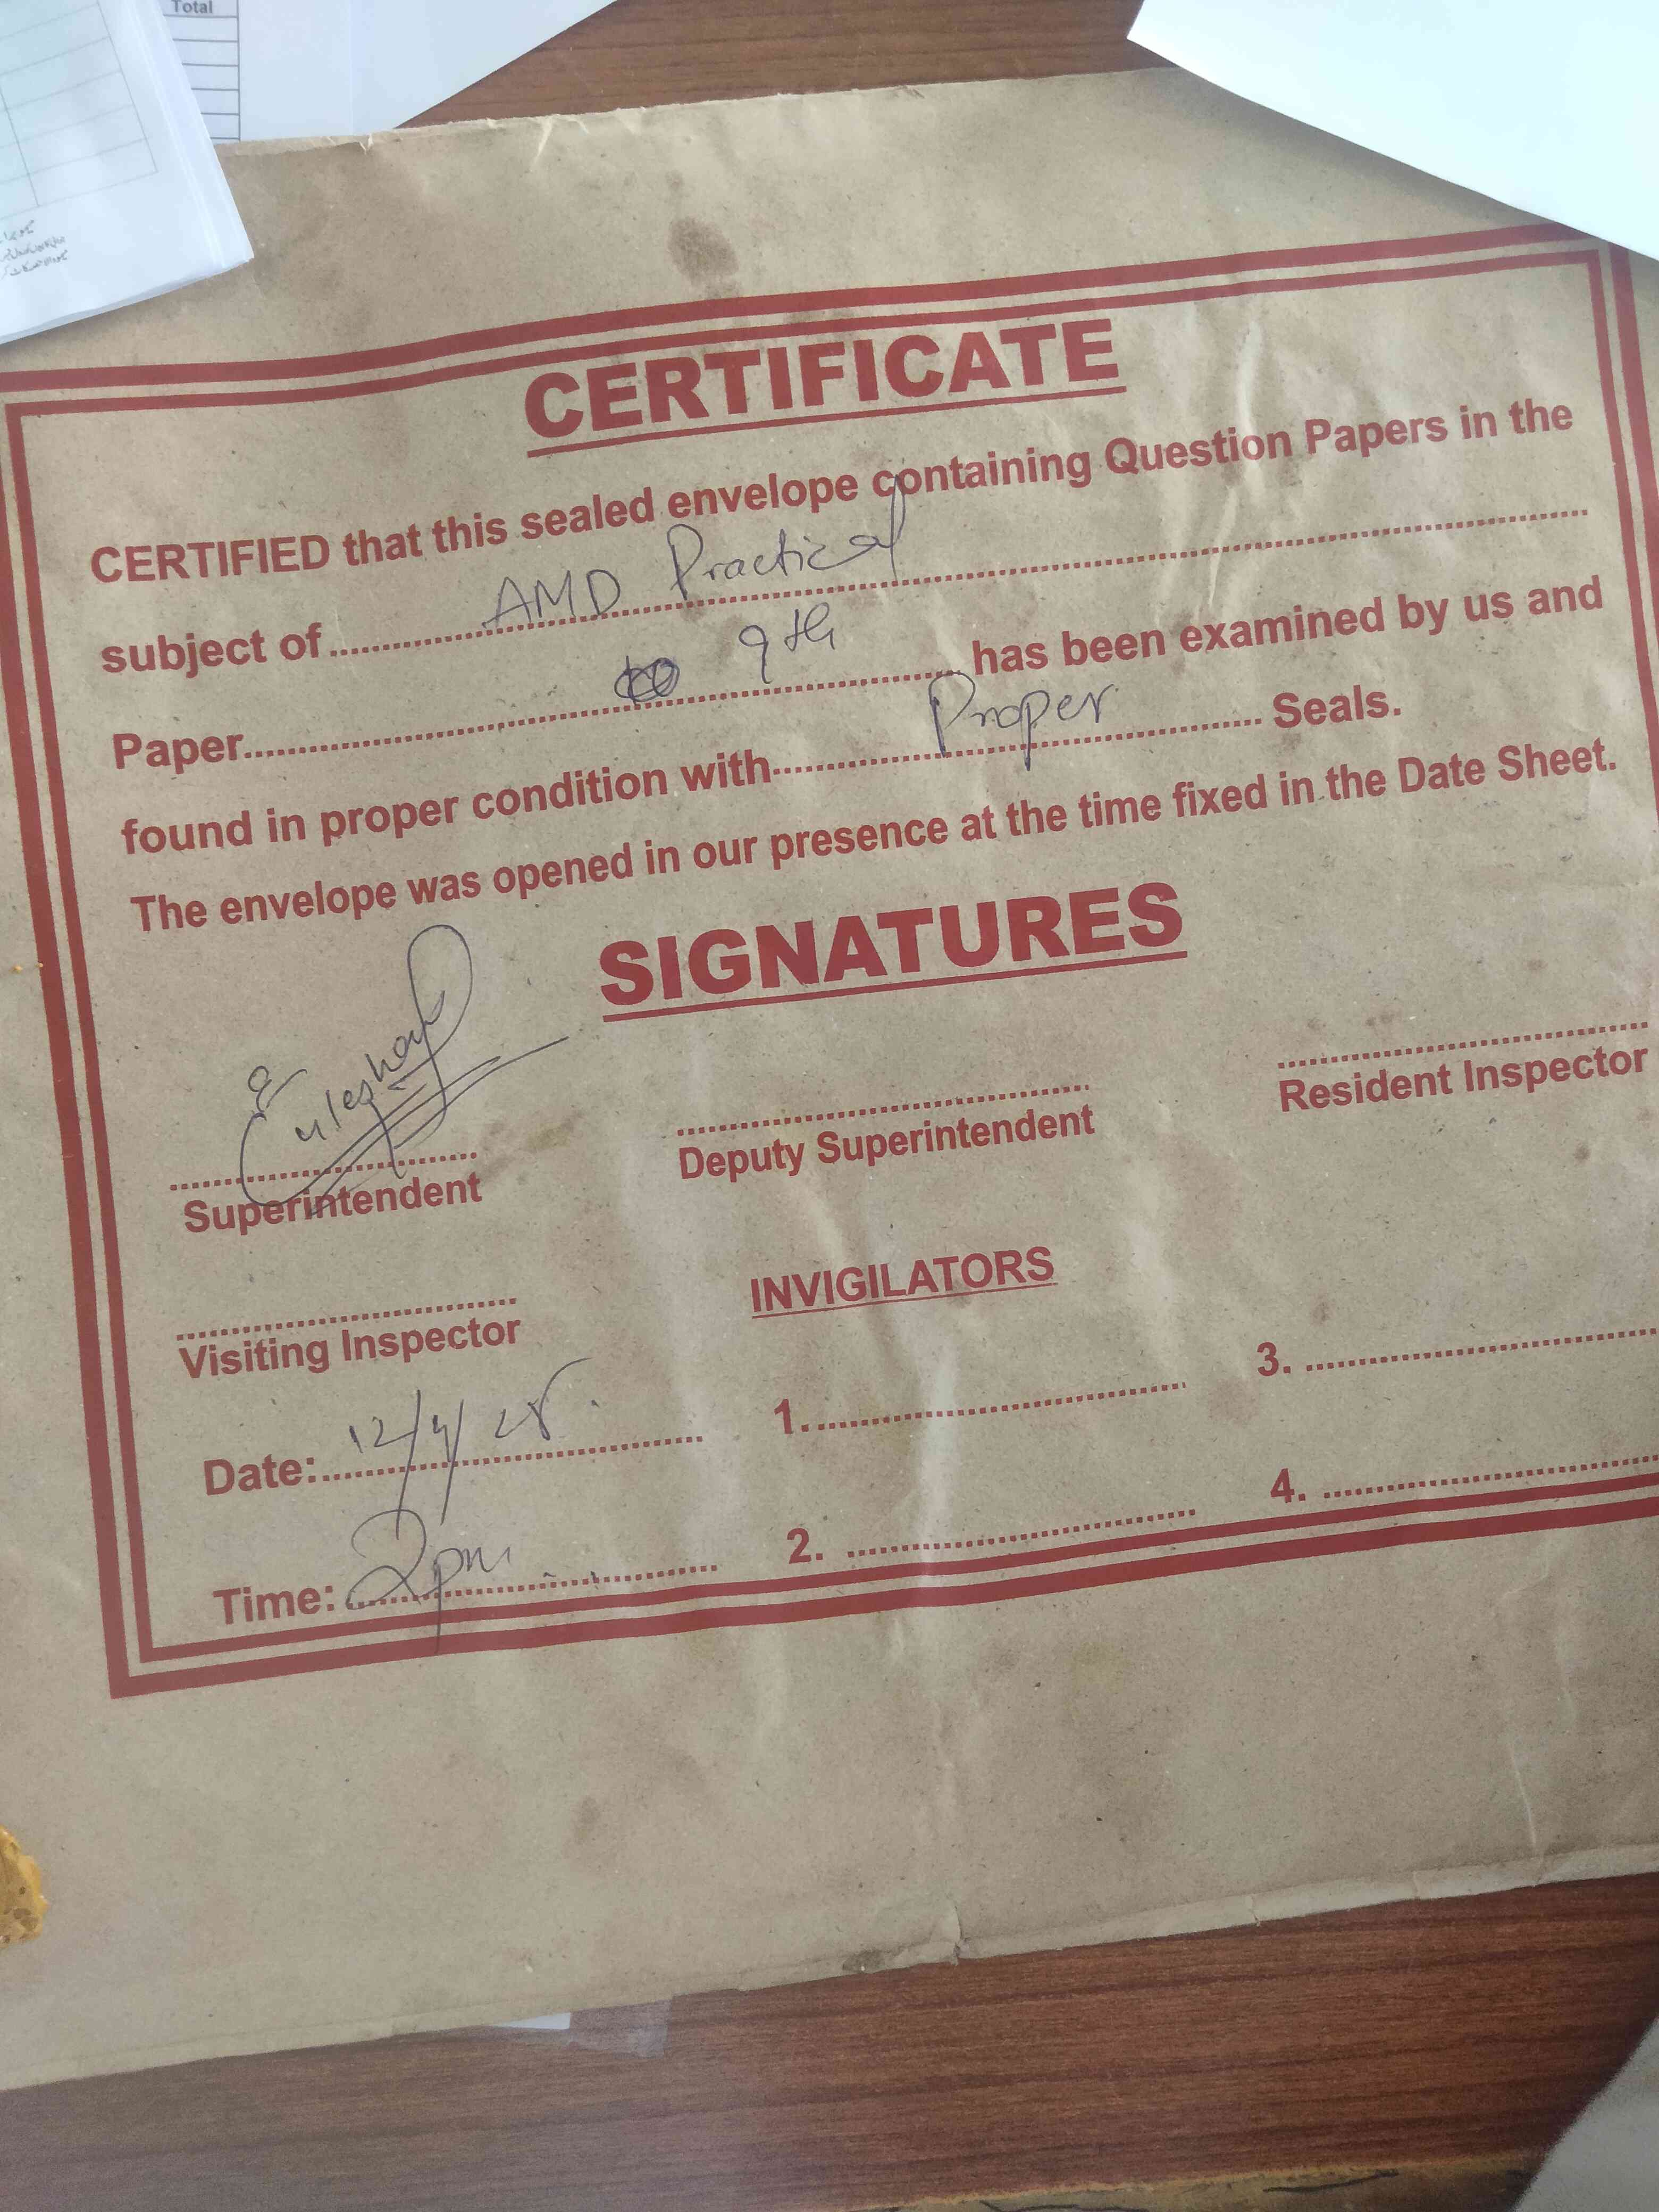 Total
CERTIFICATE
CERTIFIED that this sealed envelope containing Question Papers in the
subject of AMD Practical
Paper 9th has been examined by us and
found in proper condition with Proper Seals.
The envelope was opened in our presence at the time fixed in the Date Sheet.
SIGNATURES
Superintendent
Deputy Superintendent
Resident Inspector
Visiting Inspector
INVIGILATORS
Date:
1.
3.
Time: 2pm
2.
4.